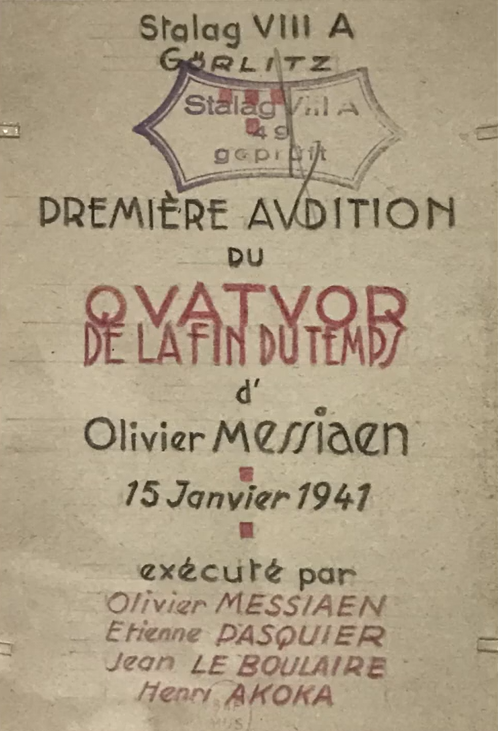 Stalag VIII A
GÖRLITZ
Stalag VIII A
49
geprüft
PREMIÈRE AVDITION
DU
QVATVOR
DE LA FIN DU TEMPS
d'
Olivier Messiaen
15 Janvier 1941
exécuté par
Olivier MESSIAEN
Etienne PASQUIER
Jean LE BOULAIRE
Henri AKOKA